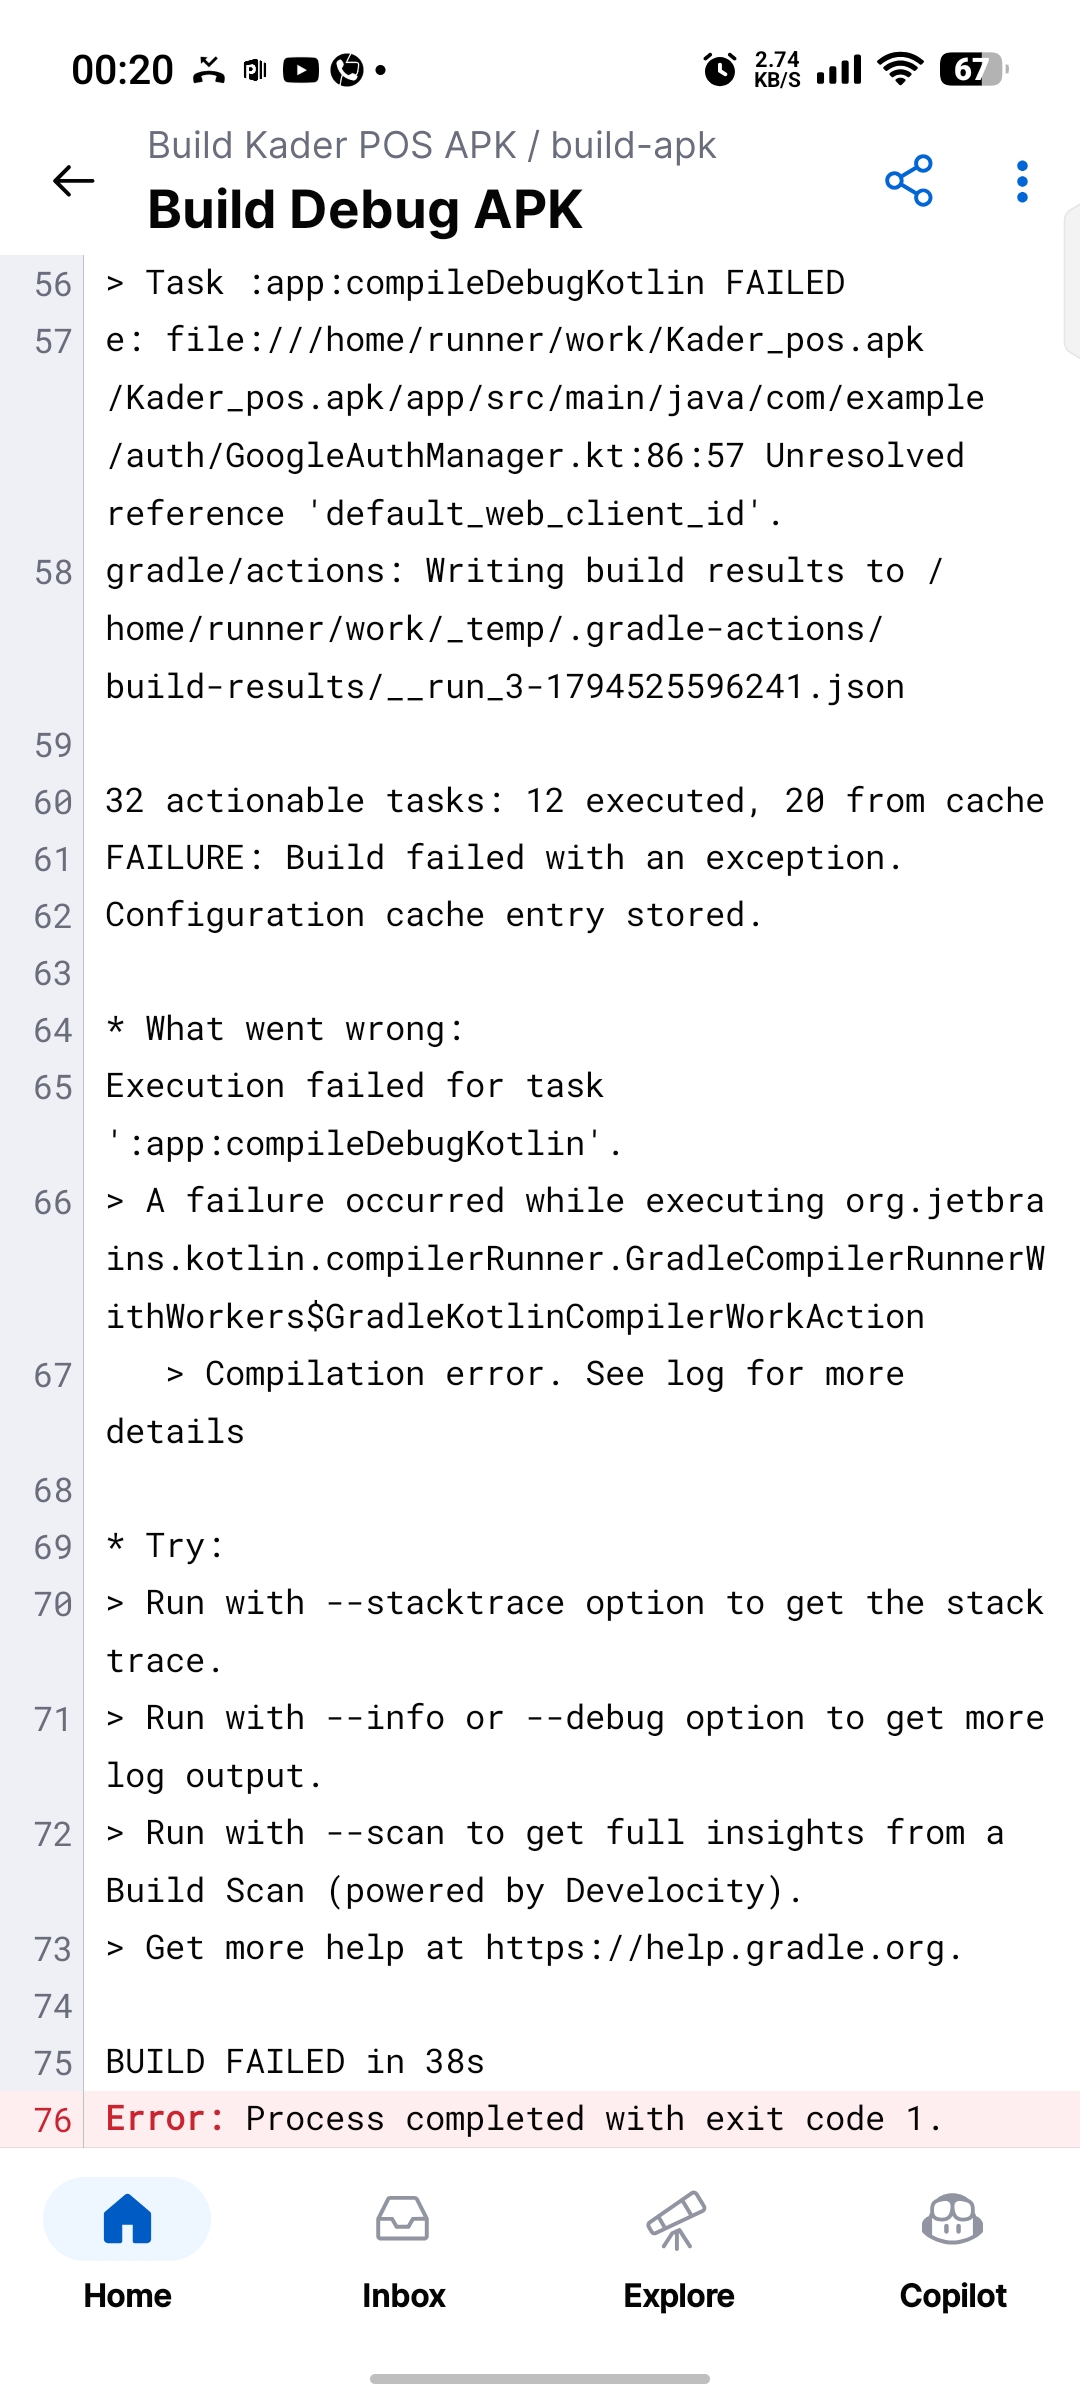 00:20
2.74
KB/S
67
Build Kader POS APK / build-apk
Build Debug APK
56 > Task :app:compileDebugKotlin FAILED
57 e: file:///home/runner/work/Kader_pos.apk
/Kader_pos.apk/app/src/main/java/com/example
/auth/GoogleAuthManager.kt:86:57 Unresolved
reference 'default_web_client_id'.
58 gradle/actions: Writing build results to /
home/runner/work/_temp/.gradle-actions/
build-results/__run_3-1794525596241.json
59
60 32 actionable tasks: 12 executed, 20 from cache
61 FAILURE: Build failed with an exception.
62 Configuration cache entry stored.
63
64 * What went wrong:
65 Execution failed for task
':app:compileDebugKotlin'.
66 > A failure occurred while executing org.jetbra
ins.kotlin.compilerRunner.GradleCompilerRunnerW
ithWorkers$GradleKotlinCompilerWorkAction
67 > Compilation error. See log for more
details
68
69 * Try:
70 > Run with --stacktrace option to get the stack
trace.
71 > Run with --info or --debug option to get more
log output.
72 > Run with --scan to get full insights from a
Build Scan (powered by Develocity).
73 > Get more help at https://help.gradle.org.
74
75 BUILD FAILED in 38s
76 Error: Process completed with exit code 1.
Home
Inbox
Explore
Copilot